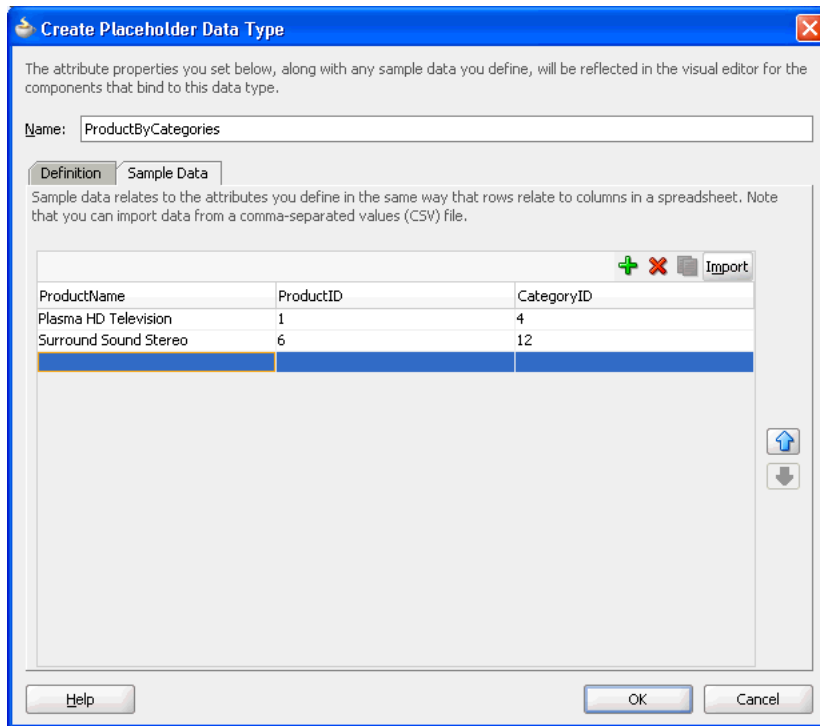 Create Placeholder Data Type
The attribute properties you set below, along with any sample data you define, will be reflected in the visual editor for the
components that bind to this data type.
Name: ProductByCategories
Definition Sample Data
Sample data relates to the attributes you define in the same way that rows relate to columns in a spreadsheet. Note
that you can import data from a comma-separated values (CSV) file.
Import
ProductName ProductID CategoryID
Plasma HD Television 1 4
Surround Sound Stereo 6 12
Help OK Cancel